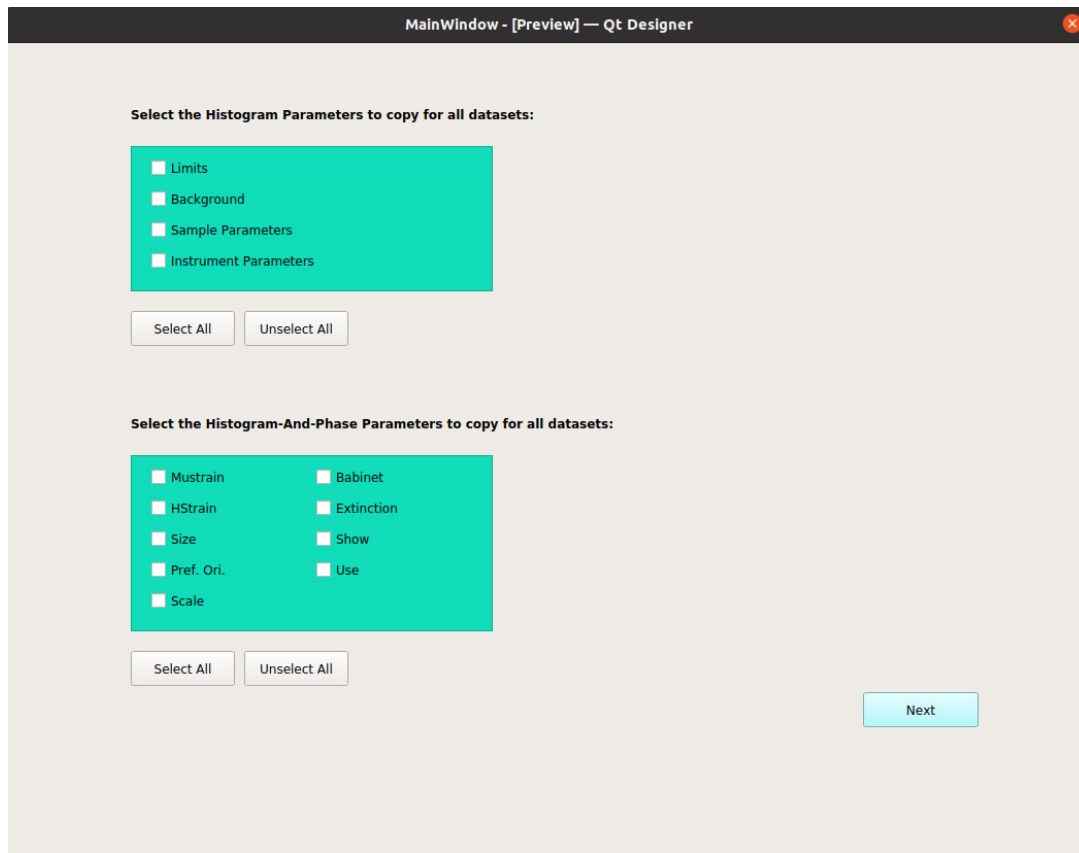 MainWindow - [Preview] — Qt Designer
Select the Histogram Parameters to copy for all datasets:
Limits
Background
Sample Parameters
Instrument Parameters
Select All Unselect All
Select the Histogram-And-Phase Parameters to copy for all datasets:
Mustrain Babinet
HStrain Extinction
Size Show
Pref. Ori. Use
Scale
Select All Unselect All
Next